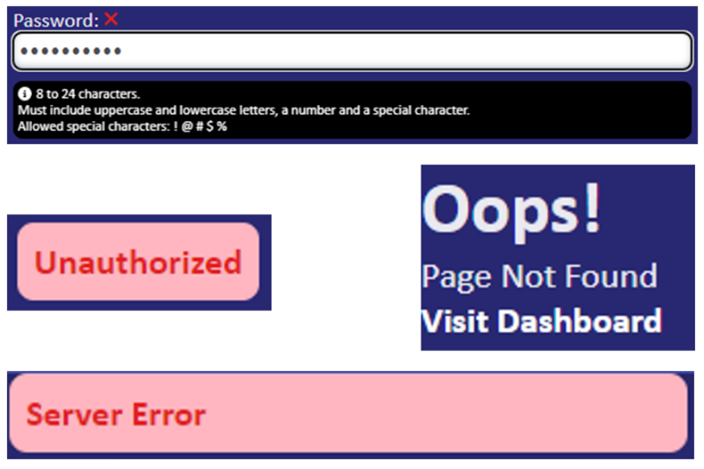 Password: ❌
••••••••••
8 to 24 characters.
Must include uppercase and lowercase letters, a number and a special character.
Allowed special characters: ! @ # $ %
Unauthorized
Oops!
Page Not Found
Visit Dashboard
Server Error